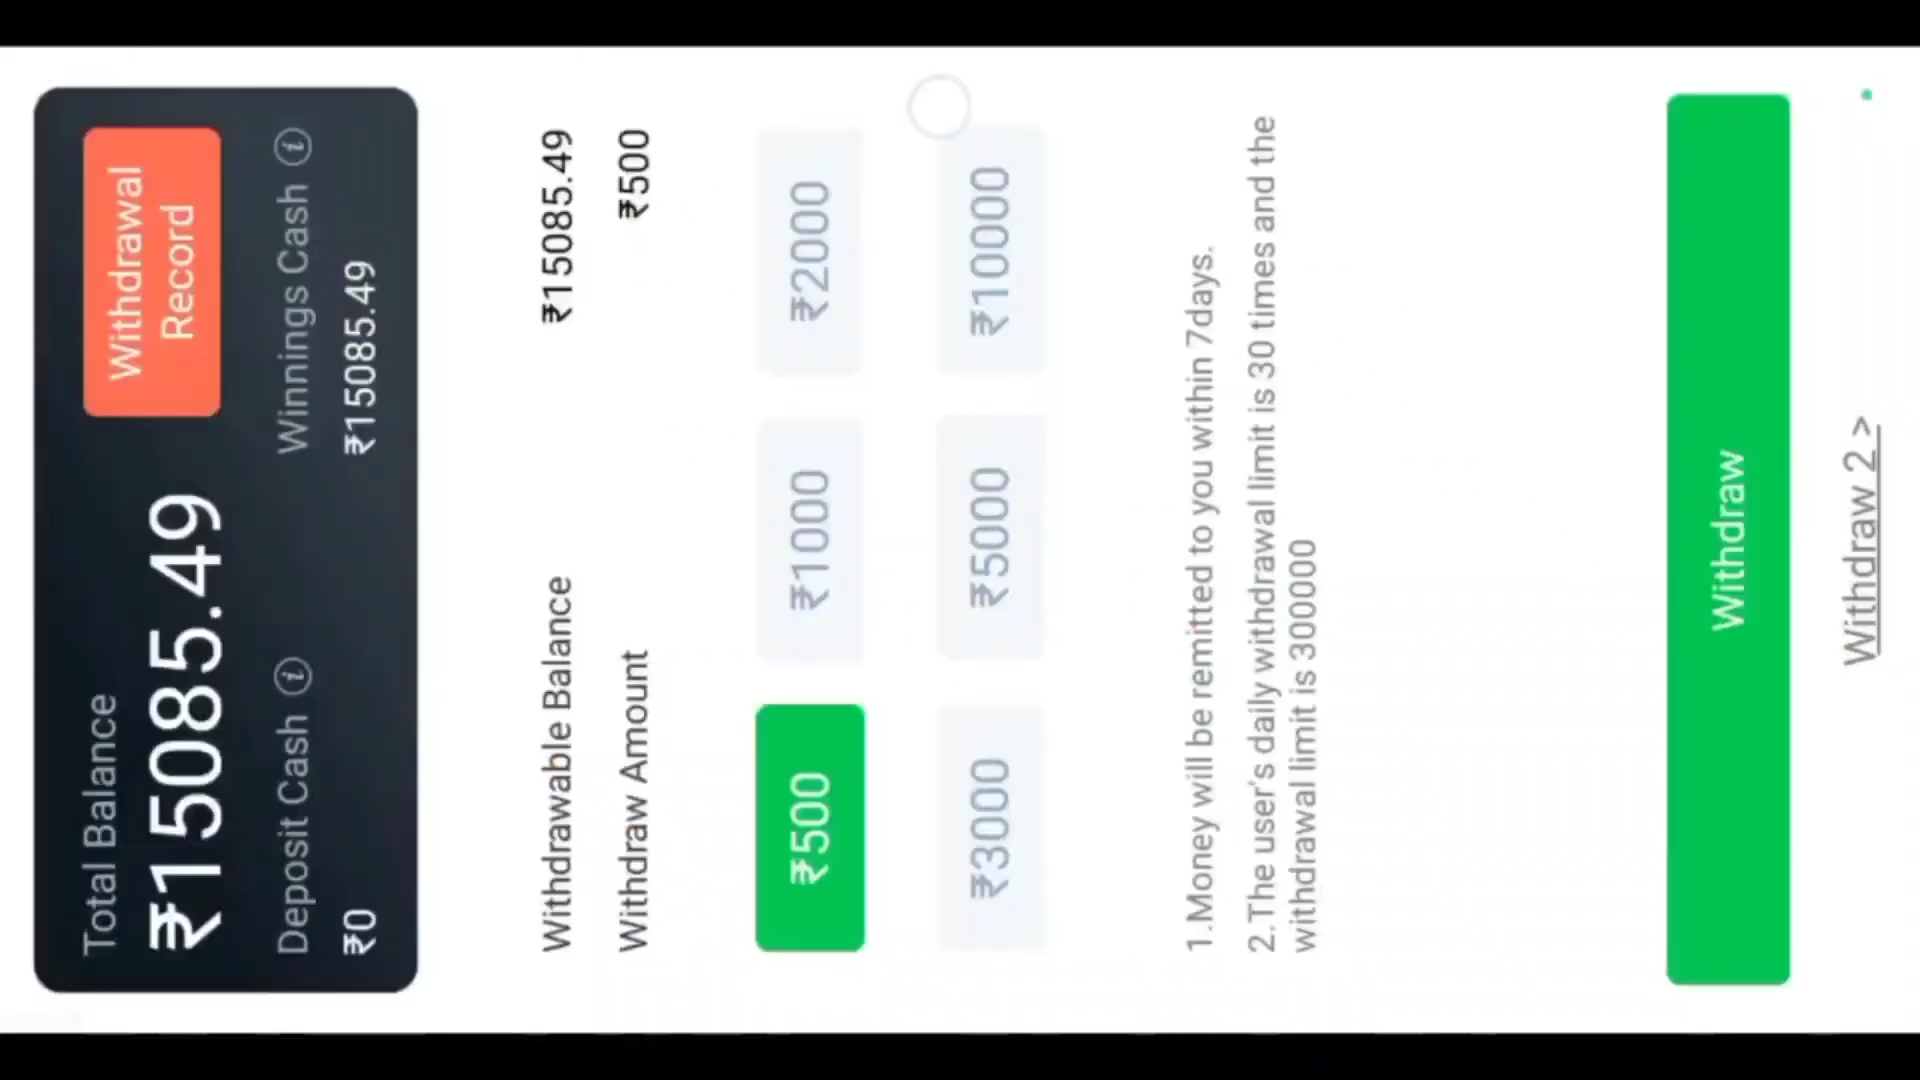 Total Balance
₹15085.49
Withdrawal
Record
Deposit Cash
Winnings Cash
₹0
₹15085.49
Withdrawable Balance
₹15085.49
Withdraw Amount
₹500
₹500
₹1000
₹2000
₹3000
₹5000
₹10000
1.Money will be remitted to you within 7days.
2.The user's daily withdrawal limit is 30 times and the
withdrawal limit is 300000
Withdraw
Withdraw 2 >